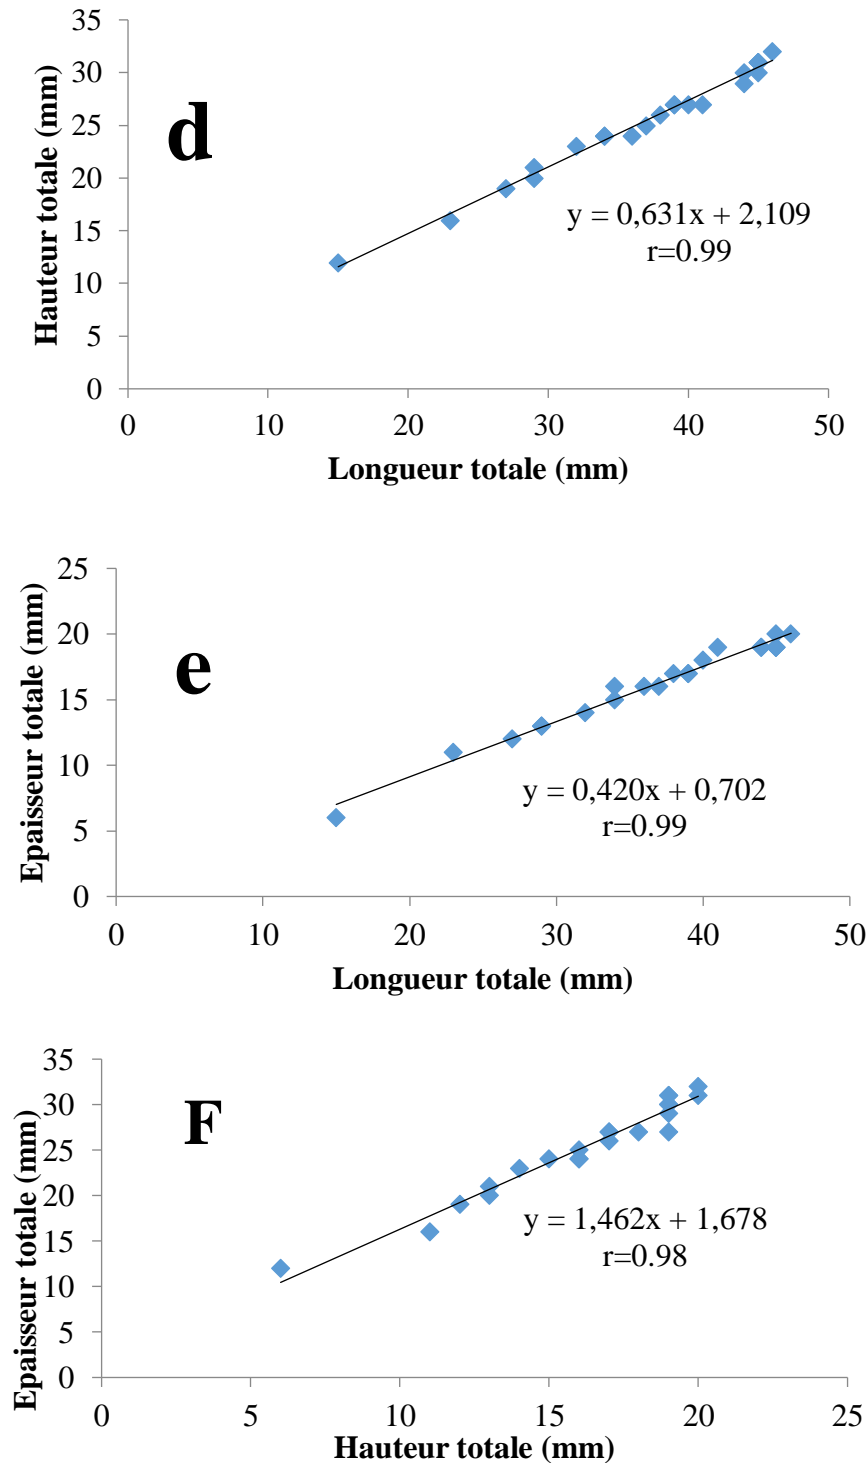 35
30
25
20
15
10
5
0
Hauteur totale (mm)
d
y = 0,631x + 2,109
r=0.99
0 10 20 30 40 50
Longueur totale (mm)
25
20
15
10
5
0
Epaisseur totale (mm)
e
y = 0,420x + 0,702
r=0.99
0 10 20 30 40 50
Longueur totale (mm)
35
30
25
20
15
10
5
0
Epaisseur totale (mm)
F
y = 1,462x + 1,678
r=0.98
0 5 10 15 20 25
Hauteur totale (mm)